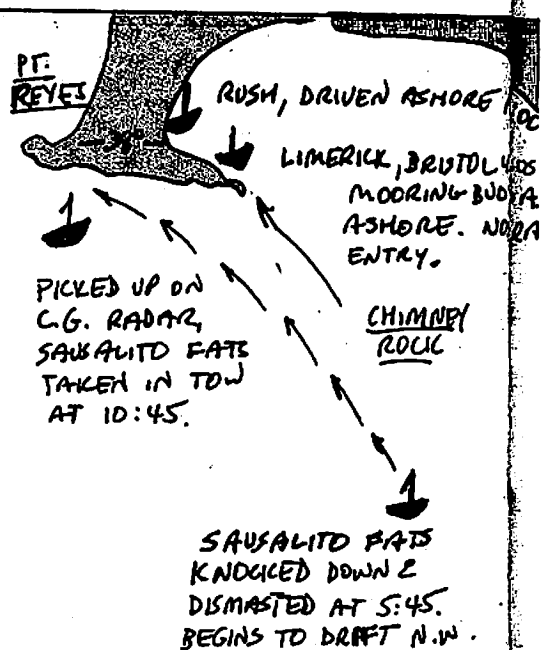 PT.
REYES
RUSH, DRIVEN ASHORE
LIMERICK, BRISTOL
MOORING
ASHORE.
ENTRY.
PICKED UP ON
C.G. RADAR,
SAUSALITO FATS
TAKEN IN TOW
AT 10:45.
CHIMNEY
ROCK
SAUSALITO FATS
KNOCKED DOWN &
DISMASTED AT 5:45.
BEGINS TO DRIFT N.W.